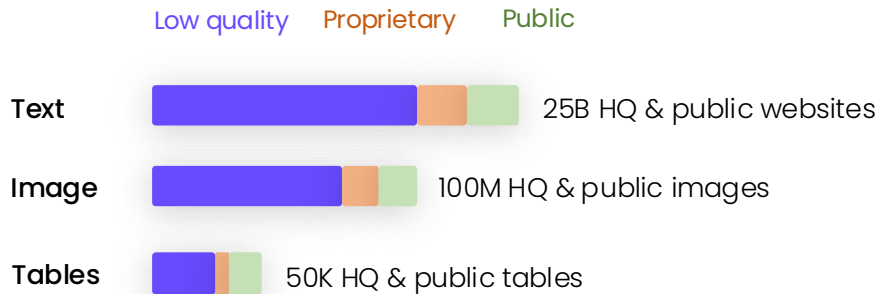 Low quality Proprietary Public
Text 25B HQ & public websites
Image 100M HQ & public images
Tables 50K HQ & public tables